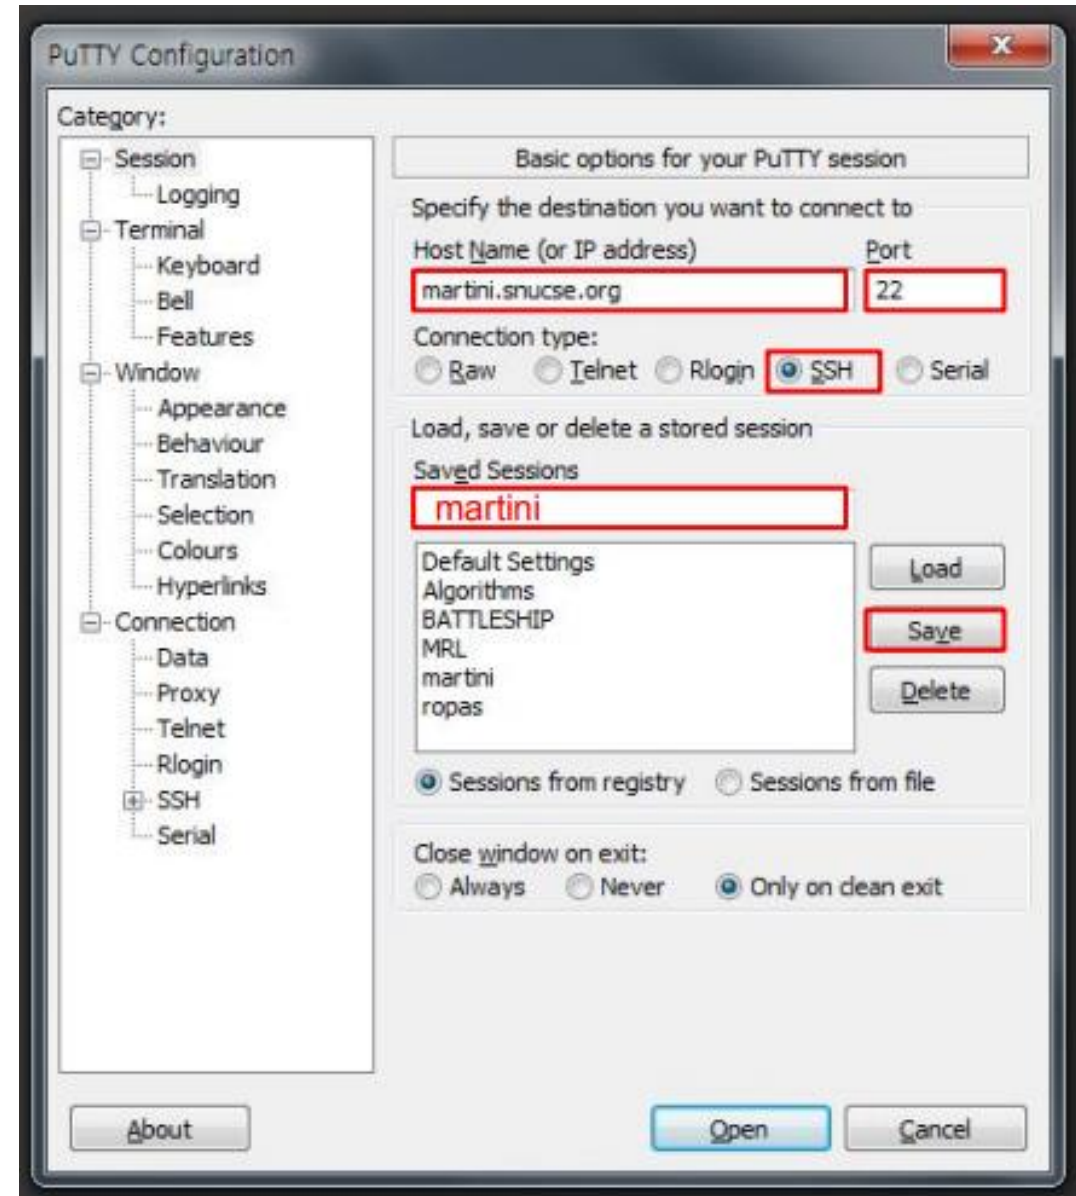 PuTTY Configuration
Category:
Session
Logging
Terminal
Keyboard
Bell
Features
Window
Appearance
Behaviour
Translation
Selection
Colours
Hyperlinks
Connection
Data
Proxy
Telnet
Rlogin
SSH
Serial
Basic options for your PuTTY session
Specify the destination you want to connect to
Host Name (or IP address) Port
martini.snucse.org 22
Connection type:
Raw Telnet Rlogin SSH Serial
Load, save or delete a stored session
Saved Sessions
martini
Default Settings
Algorithms
BATTLESHIP
MRL
martini
ropas
Load
Save
Delete
Sessions from registry Sessions from file
Close window on exit:
Always Never Only on clean exit
About Open Cancel